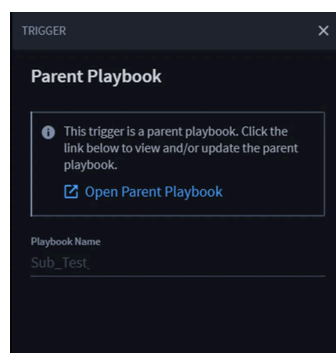 TRIGGER
Parent Playbook
This trigger is a parent playbook. Click the
link below to view and/or update the parent
playbook.
Open Parent Playbook
Playbook Name
Sub_Test